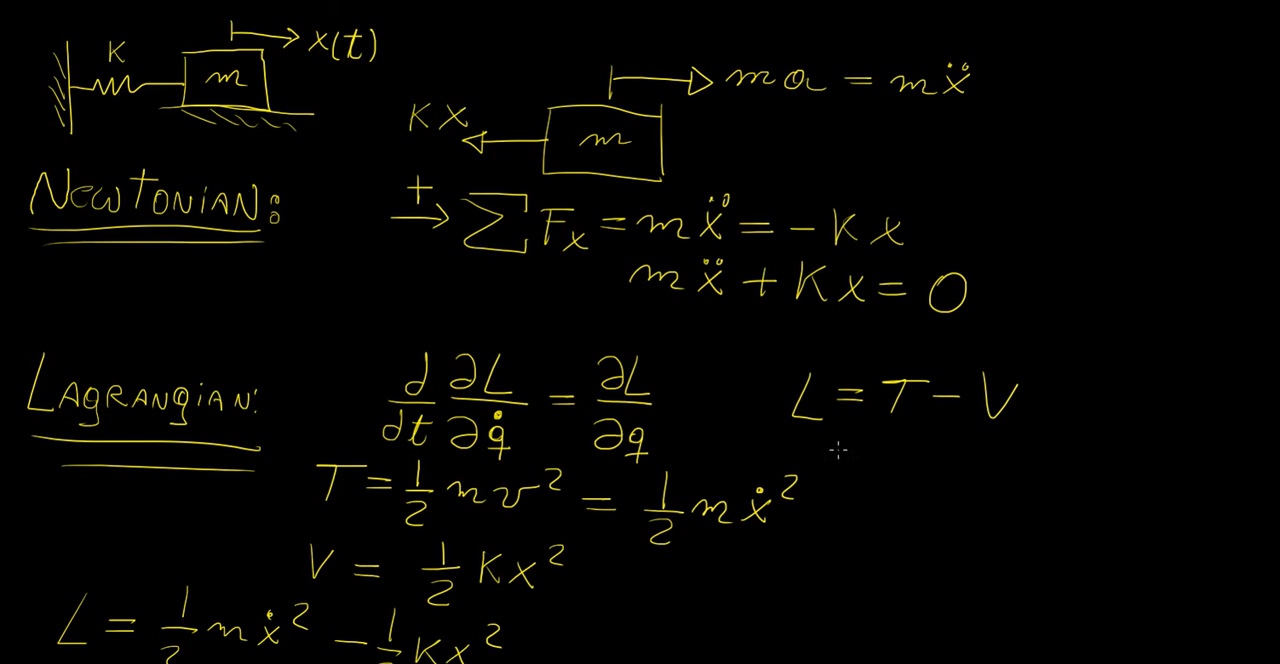 K
m
x(t)
Kx
m
ma = mẍ
Newtonian:
+
∑ Fx = mẍ = -Kx
mẍ + Kx = 0
Lagrangian:
d/dt ∂L/∂q̇ = ∂L/∂q
L = T - V
T = 1/2 mv² = 1/2 mẋ²
V = 1/2 Kx²
L = 1/2 mẋ² - 1/2 Kx²